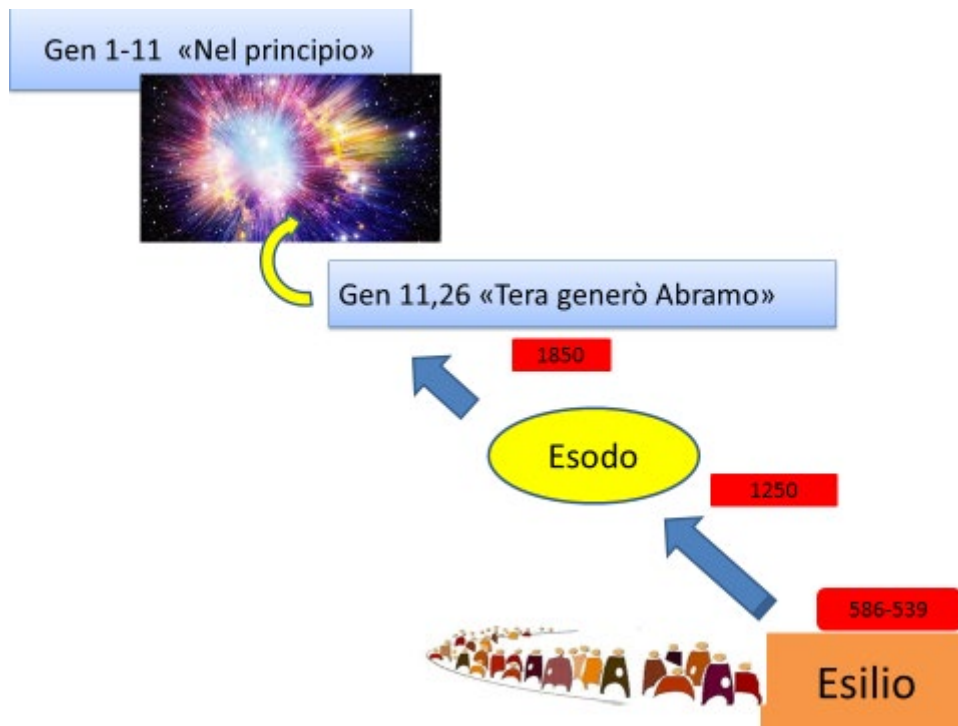 Gen 1-11 «Nel principio»
Gen 11,26 «Tera generò Abramo»
1850
Esodo
1250
586-539
Esilio